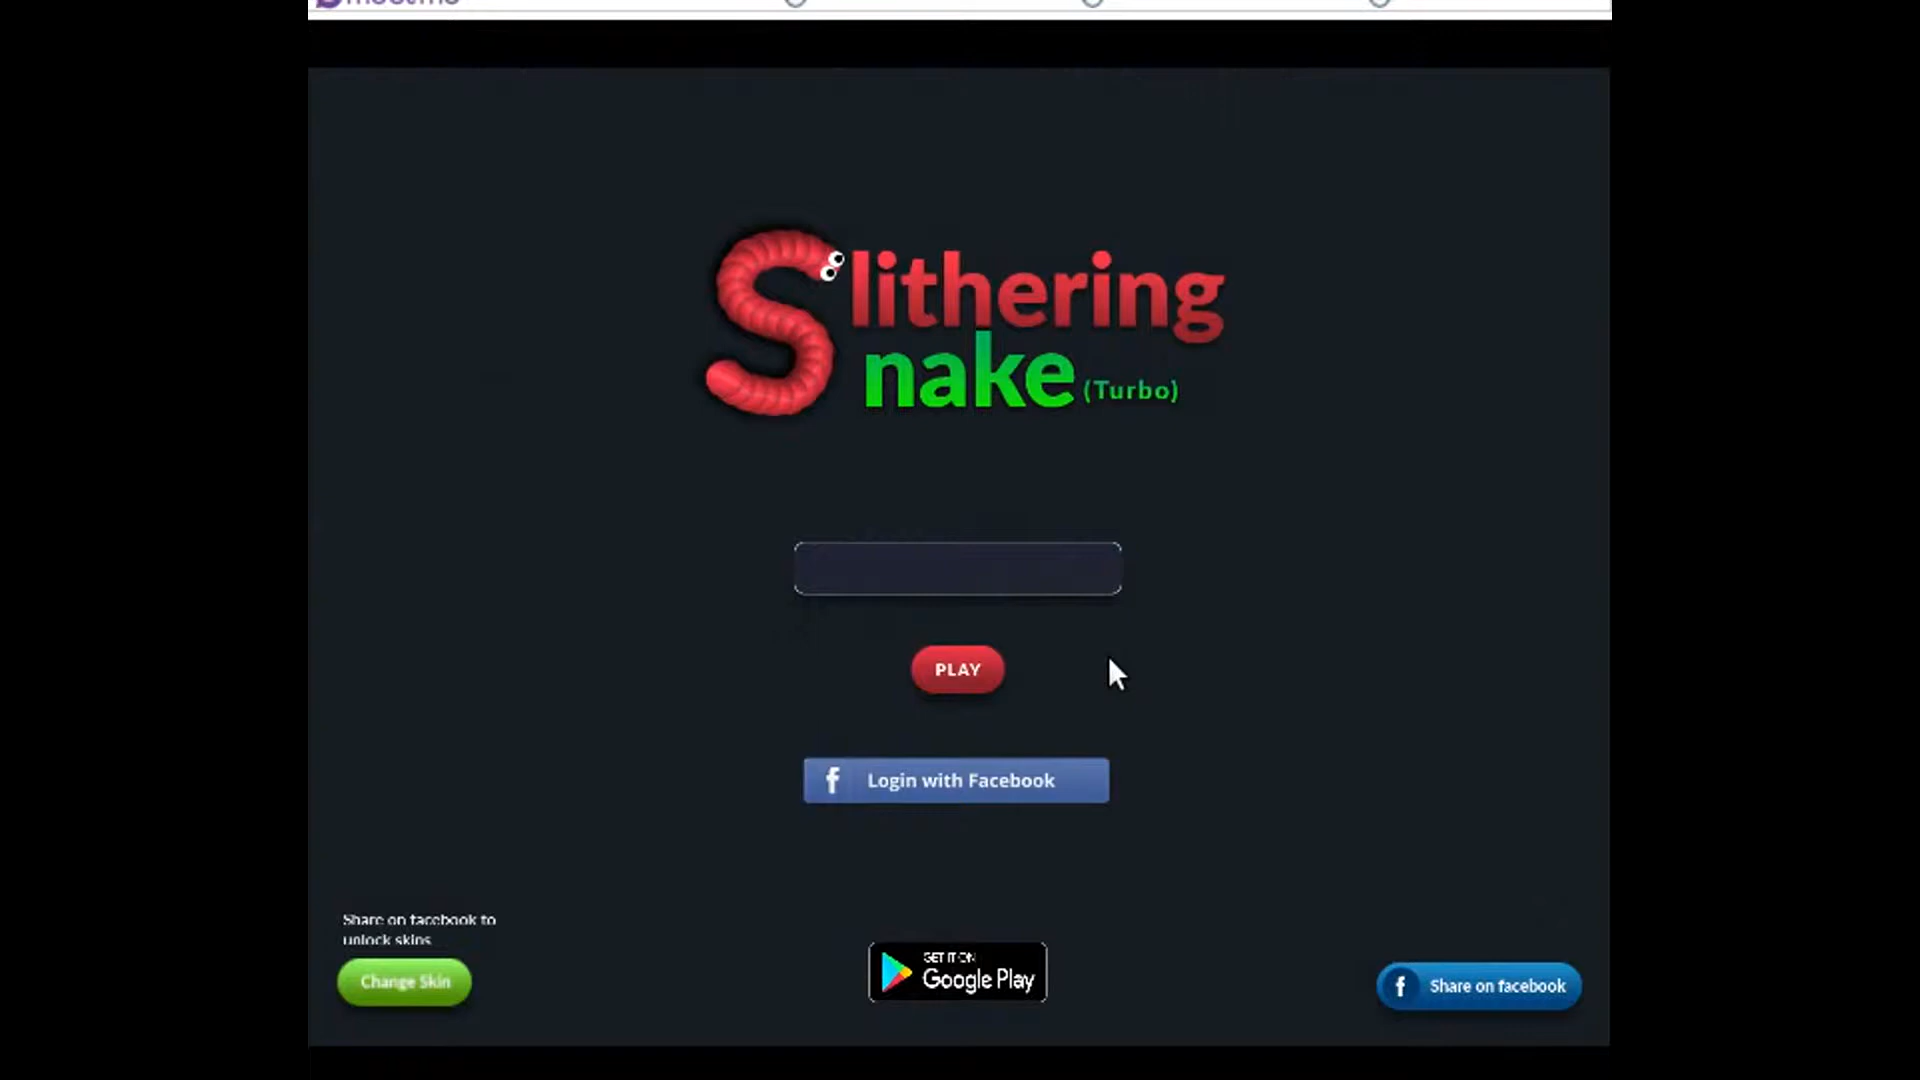 Slithering
Snake (Turbo)
PLAY
f Login with Facebook
Share on facebook to
unlock skins
Change Skin
GET IT ON
Google Play
f Share on facebook